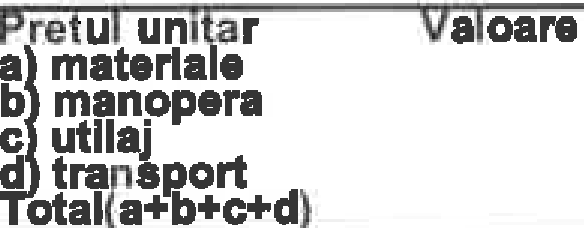 Pretul unitar Valoare
a) materiale
b) manopera
c) utilaj
d) transport
Total(a+b+c+d)